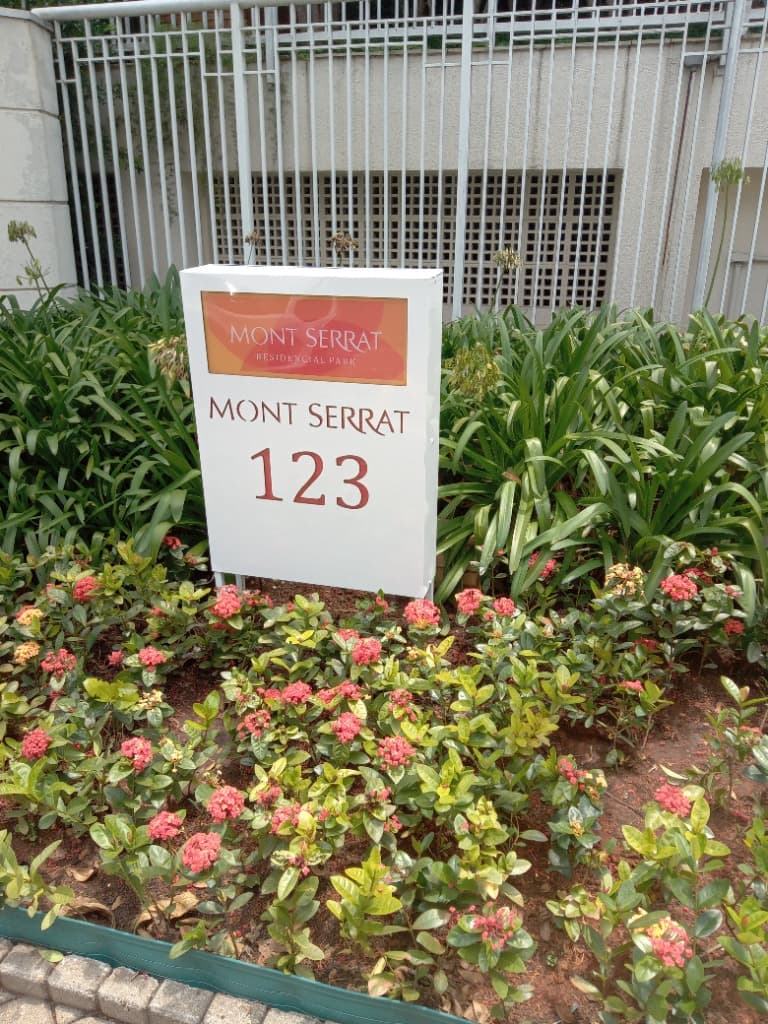 MONT SERRAT
RESIDENCIAL PARK
MONT SERRAT
123